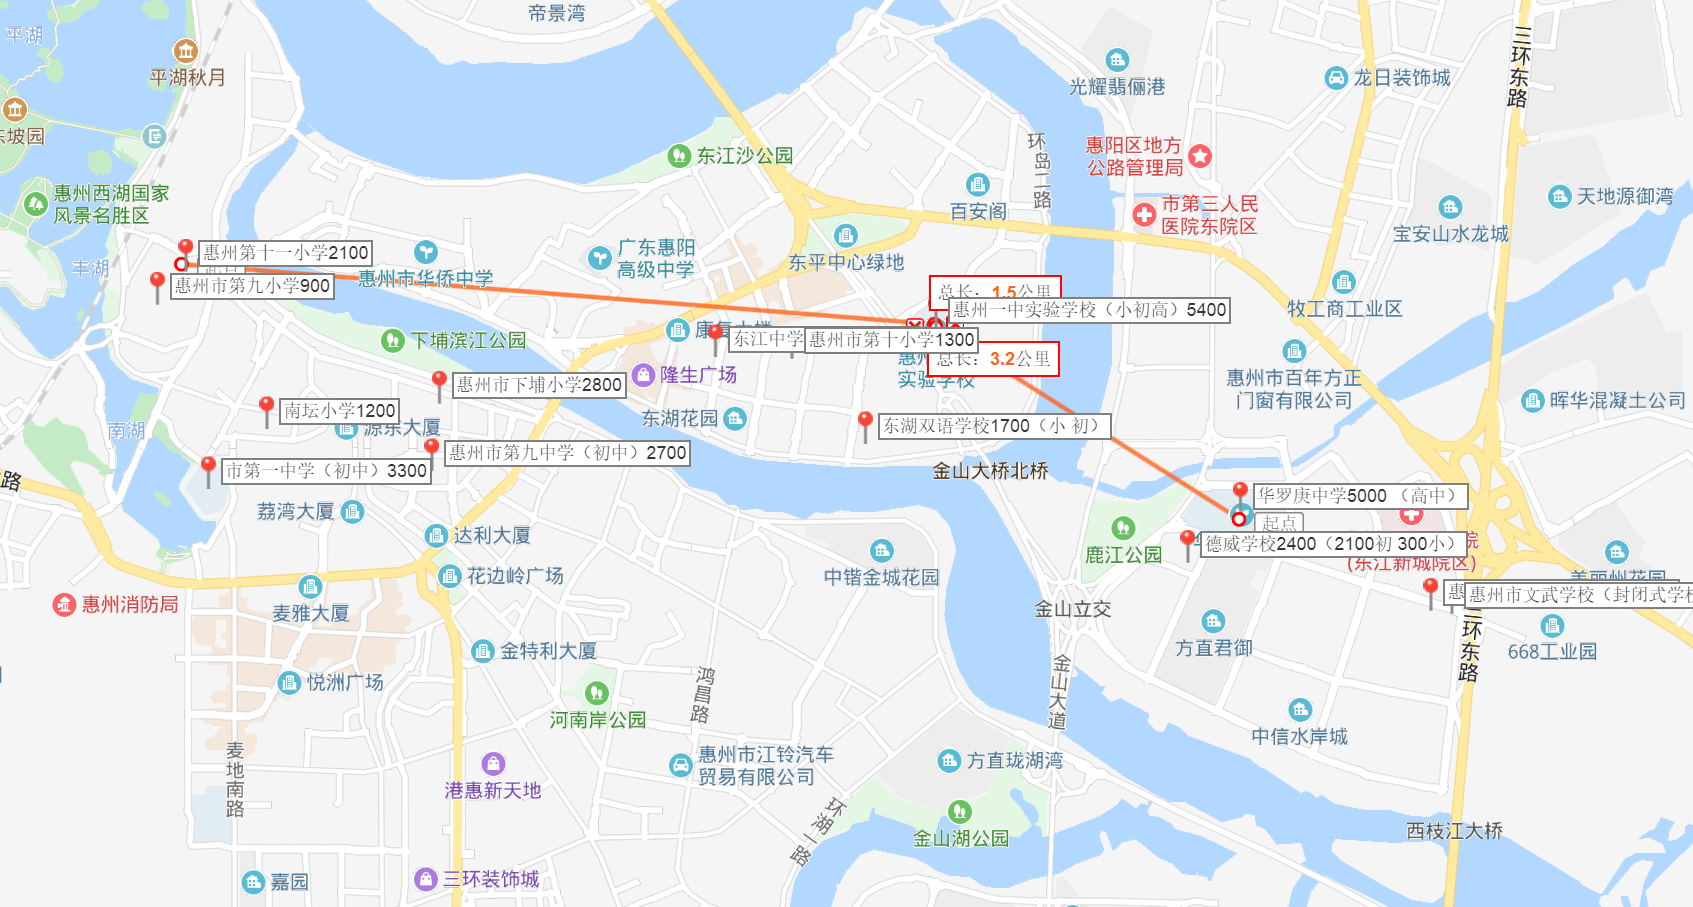 帝景湾
平湖
平湖秋月
东坡园
惠州西湖国家
风景名胜区
丰湖
南湖
东江沙公园
环岛二路
百安阁
光耀翡俪港
龙日装饰城
三环东路
惠阳区地方
公路管理局
市第三人民
医院东院区
天地源御湾
宝安山水龙城
惠州第十一小学2100
惠州市第九小学900
惠州市华侨中学
广东惠阳
高级中学
东平中心绿地
牧工商工业区
总长：1.5公里
惠州一中实验学校（小初高）5400
下埔滨江公园
东江中学
惠州市第十小学1300
总长：3.2公里
实验学校
惠州市百年方正
门窗有限公司
隆生广场
惠州市下埔小学2800
南坛小学1200
源东大厦
东湖花园
东湖双语学校1700（小 初）
晖华混凝土公司
惠州市第九中学（初中）2700
市第一中学（初中）3300
金山大桥北桥
路
荔湾大厦
华罗庚中学5000 （高中）
起点
达利大厦
鹿江公园
德威学校2400（2100初 300小）
院
(东江新城院区)
花边岭广场
中锴金城花园
美丽州花园
惠州消防局
麦雅大厦
金山立交
惠
惠州市文武学校（封闭式学校
三环东路
方直君御
668工业园
金特利大厦
悦洲广场
鸿昌路
金山大道
河南岸公园
中信水岸城
麦地南路
惠州市江铃汽车
贸易有限公司
方直珑湖湾
港惠新天地
环湖一路
金山湖公园
西枝江大桥
嘉园
三环装饰城